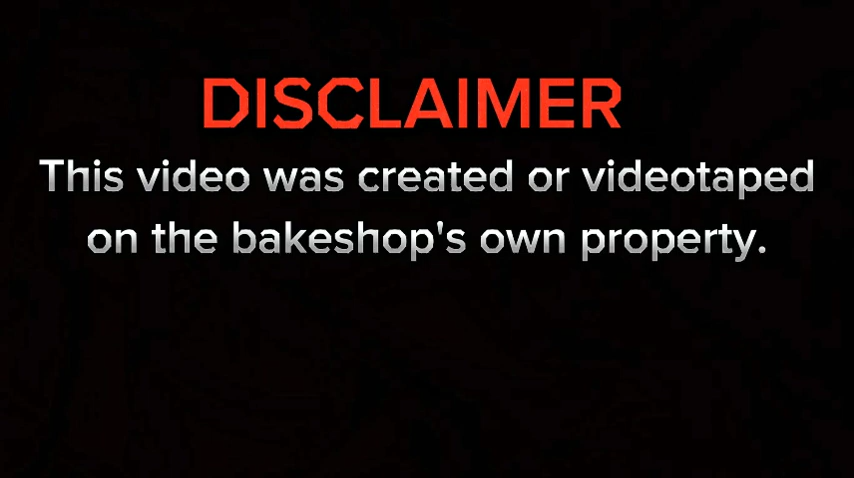 DISCLAIMER
This video was created or videotaped
on the bakeshop's own property.